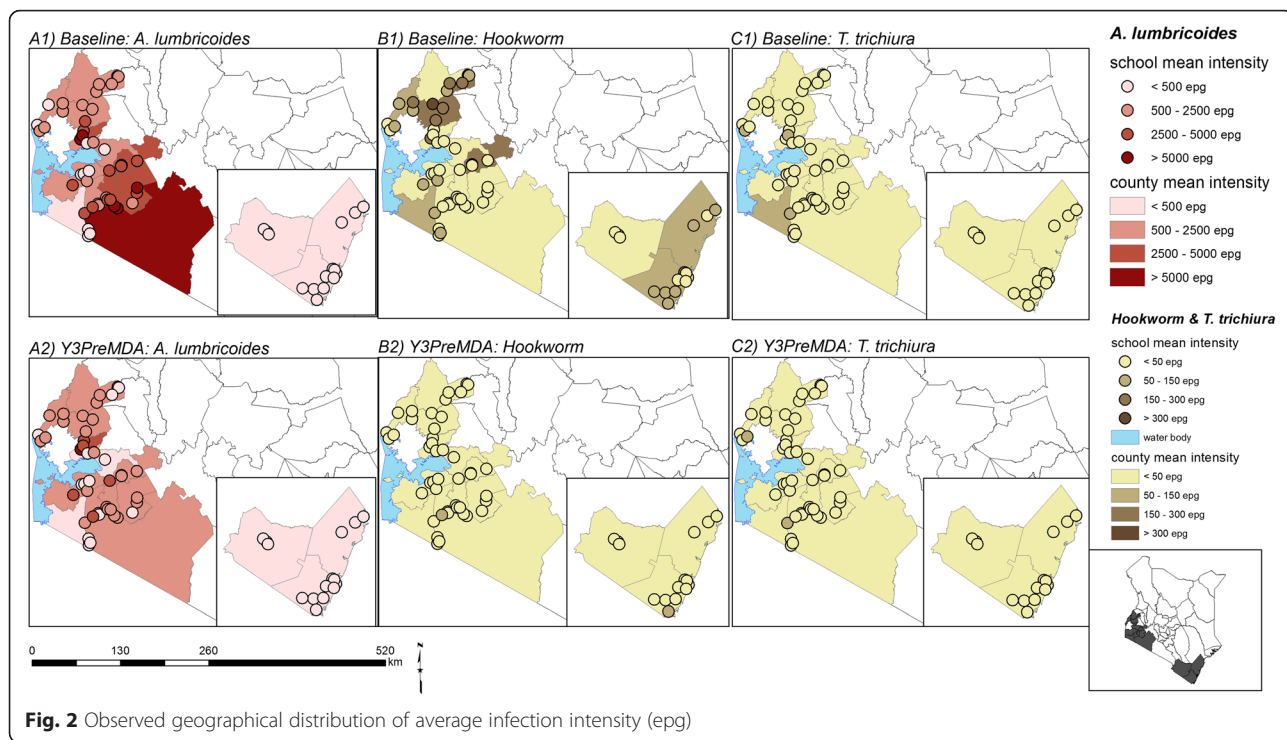 A1) Baseline: A. lumbricoides
B1) Baseline: Hookworm
C1) Baseline: T. trichiura
A. lumbricoides
school mean intensity
< 500 epg
500 - 2500 epg
2500 - 5000 epg
> 5000 epg
county mean intensity
< 500 epg
500 - 2500 epg
2500 - 5000 epg
> 5000 epg
A2) Y3PreMDA: A. lumbricoides
B2) Y3PreMDA: Hookworm
C2) Y3PreMDA: T. trichiura
Hookworm & T. trichiura
school mean intensity
< 50 epg
50 - 150 epg
150 - 300 epg
> 300 epg
water body
county mean intensity
< 50 epg
50 - 150 epg
150 - 300 epg
> 300 epg
0 130 260 520
km
N
Fig. 2 Observed geographical distribution of average infection intensity (epg)